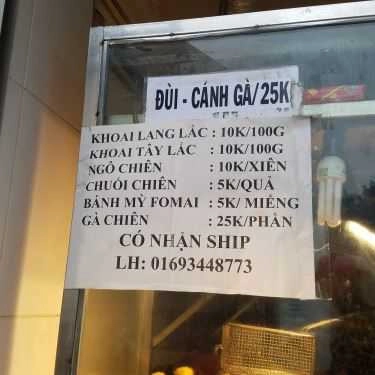 ĐÙI - CÁNH GÀ/25K
KHOAI LANG LẮC : 10K/100G
KHOAI TÂY LẮC : 10K/100G
NGÔ CHIÊN : 10K/XIÊN
CHUỐI CHIÊN : 5K/QUẢ
BÁNH MỲ FOMAI : 5K/ MIẾNG
GÀ CHIÊN : 25K/PHẦN
CÓ NHẬN SHIP
LH: 01693448773